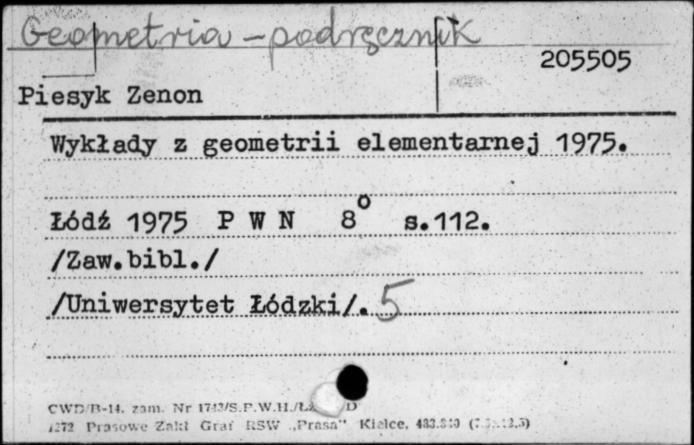 Geometria - podręcznik
205505
Piesyk Zenon
Wykłady z geometrii elementarnej 1975.
Łódź 1975 P W N 8° s.112.
/Zaw.bibl./
/Uniwersytet Łódzki/. 5
CWD/B-14. zam. Nr D
Prasowe Zakł Graf RSW „Prasa" Kielce,